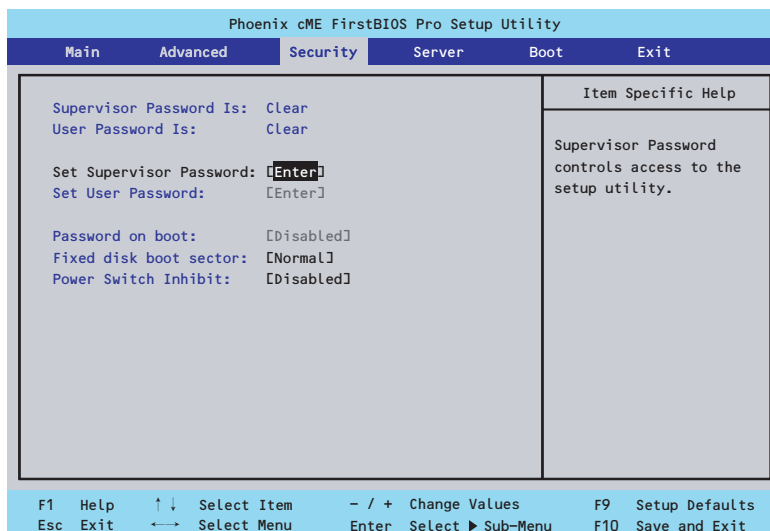 Phoenix cME FirstBIOS Pro Setup Utility
Main Advanced Security Server Boot Exit
Supervisor Password Is: Clear
User Password Is: Clear
Set Supervisor Password: [Enter]
Set User Password: [Enter]
Password on boot: [Disabled]
Fixed disk boot sector: [Normal]
Power Switch Inhibit: [Disabled]
Item Specific Help
Supervisor Password
controls access to the
setup utility.
F1 Help ↑↓ Select Item - / + Change Values F9 Setup Defaults
Esc Exit ←→ Select Menu Enter Select ▶ Sub-Menu F10 Save and Exit